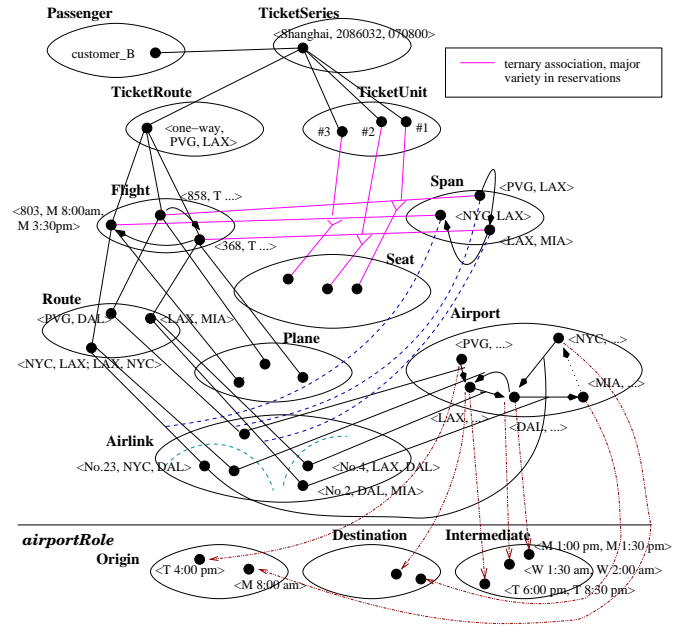 Passenger
TicketSeries
<Shanghai, 2086032, 070800>
customer_B
ternary association, major
variety in reservations
TicketRoute
TicketUnit
#3
#2
#1
<one-way,
PVG, LAX>
Flight
<858, T ...>
Span
<PVG, LAX>
<803, M 8:00am,
M 3:30pm>
<NYC, LAX>
<368, T ...>
<LAX, MIA>
Seat
Route
Airport
<PVG, DAL>
<LAX, MIA>
Plane
<PVG, ...>
<NYC, ...>
<NYC, LAX; LAX, NYC>
<MIA, ...>
<LAX, ...>
<DAL, ...>
Airlink
<No.23, NYC, DAL>
<No.4, LAX, DAL>
<No.2, DAL, MIA>
airportRole
Origin
Destination
Intermediate
<T 4:00 pm>
<M 8:00 am>
<M 1:00 pm, M 1:30 pm>
<W 1:30 am, W 2:00 am>
<T 6:00 pm, T 8:30 pm>